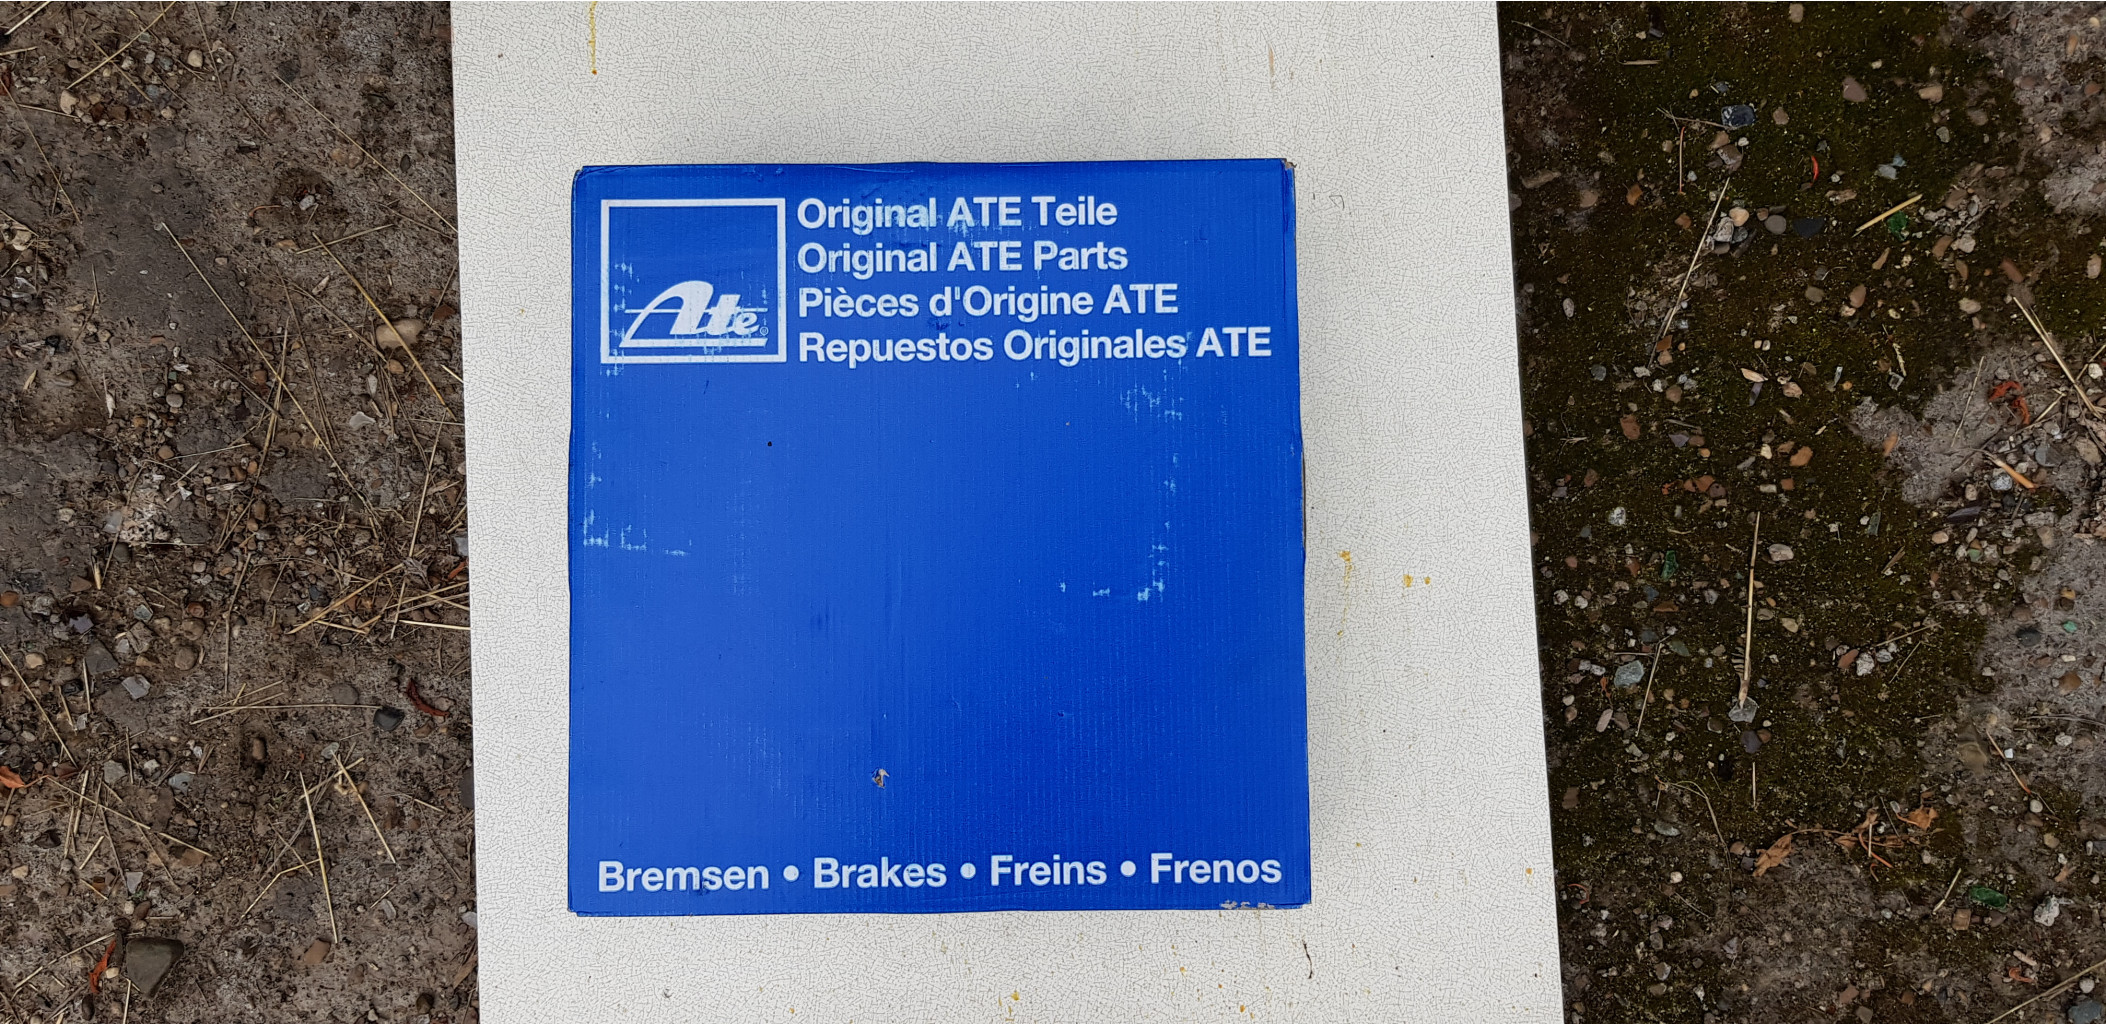 Original ATE Teile
Original ATE Parts
Pièces d'Origine ATE
Repuestos Originales ATE
Ate®
Bremsen • Brakes • Freins • Frenos